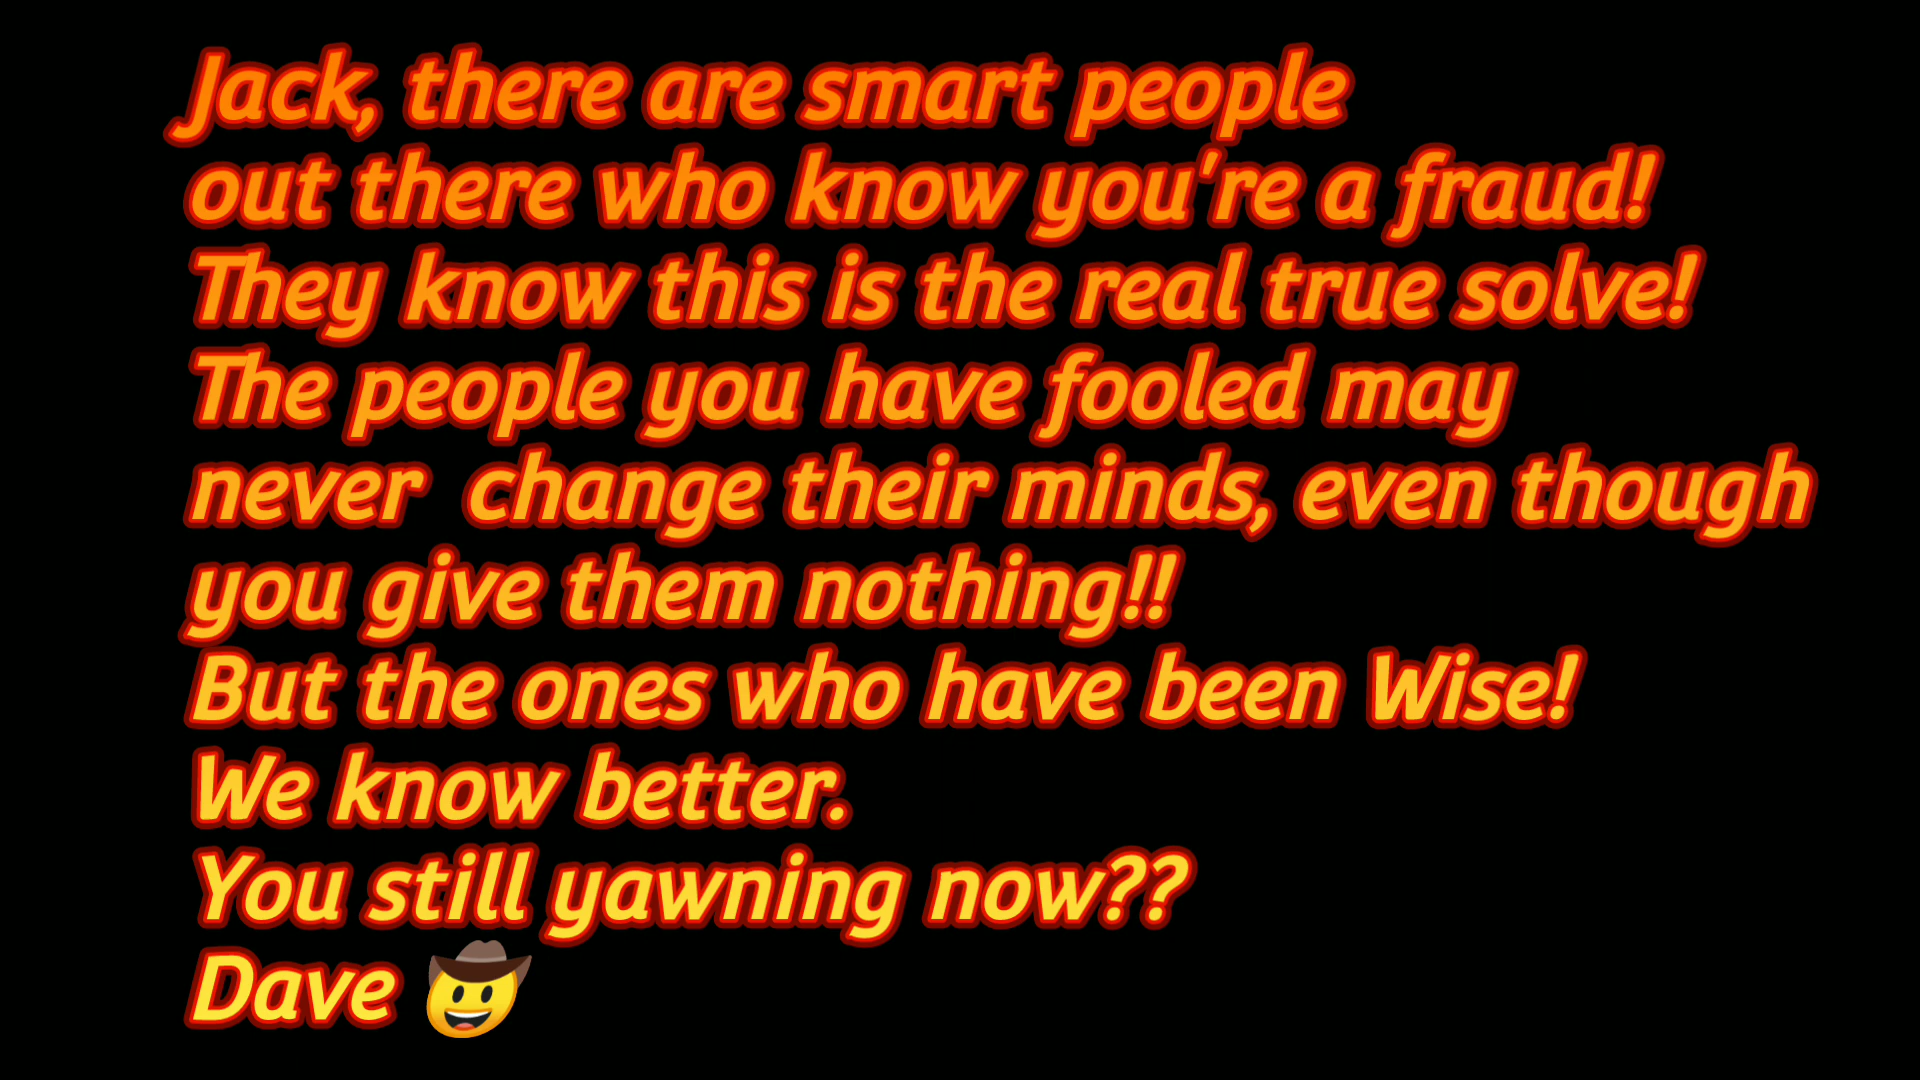 Jack, there are smart people
out there who know you're a fraud!
They know this is the real true solve!
The people you have fooled may
never  change their minds, even though
you give them nothing!!
But the ones who have been Wise!
We know better.
You still yawning now??
Dave 🤠